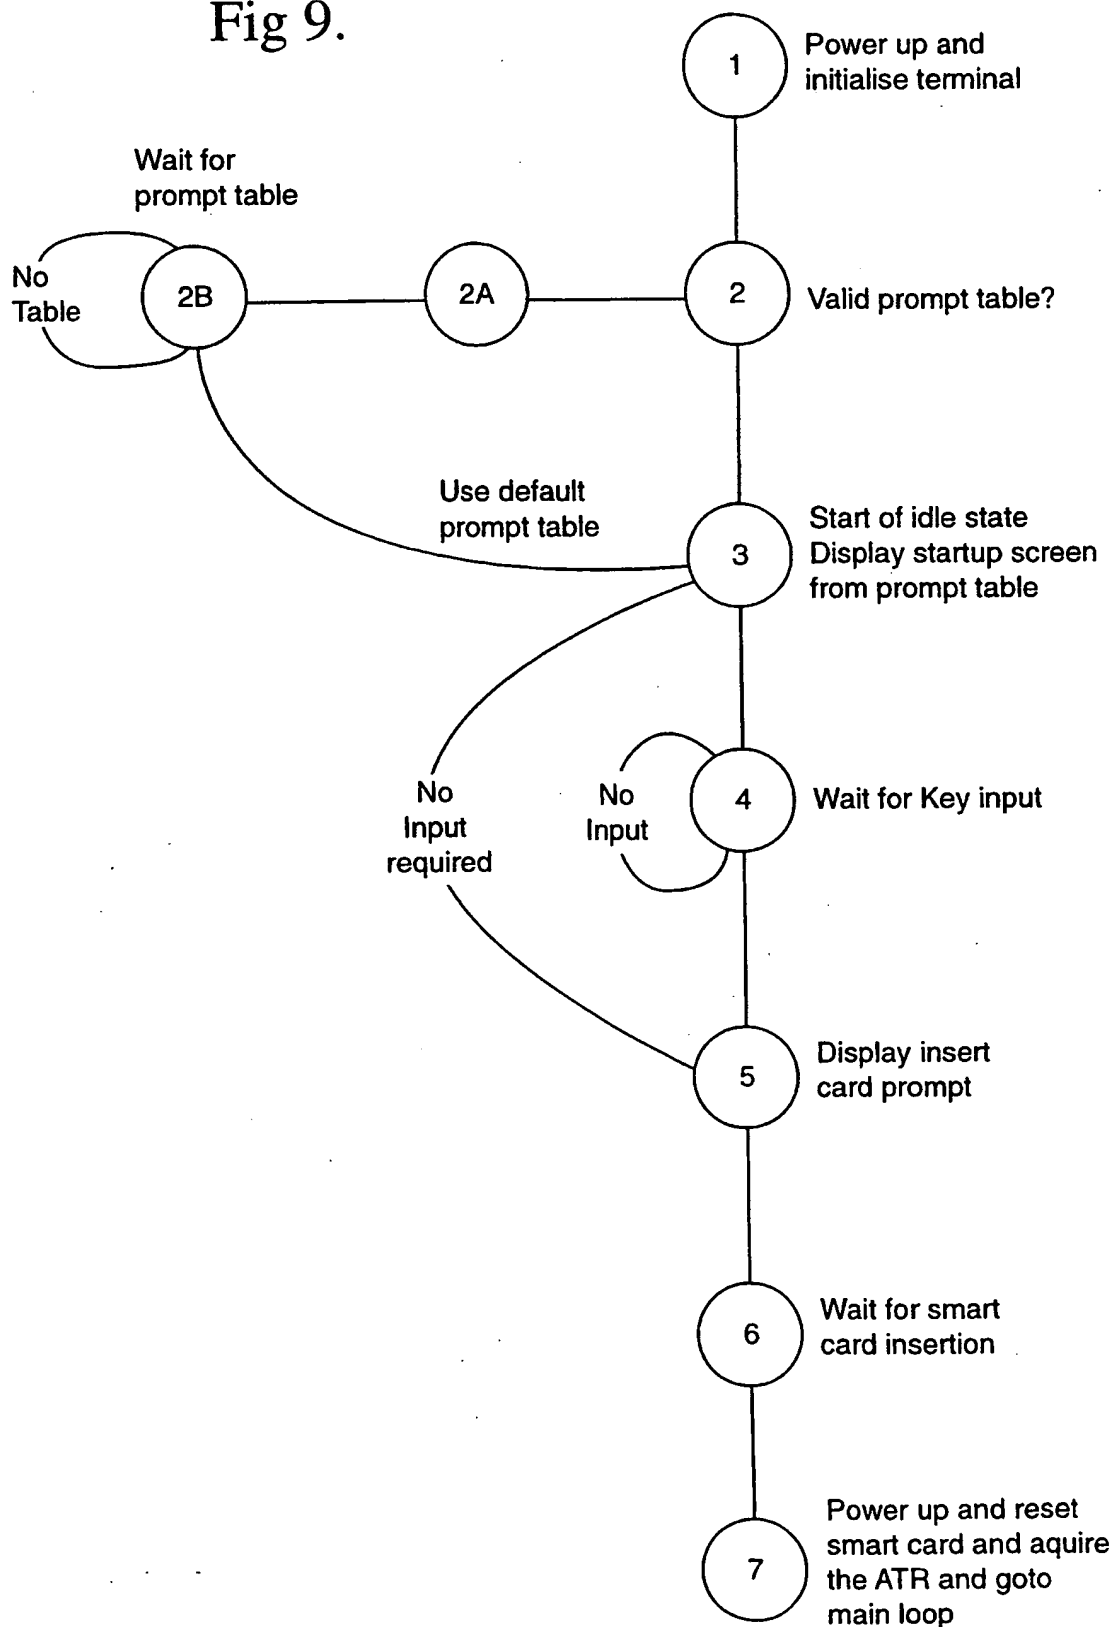 Fig 9.
1
Power up and
initialise terminal
Wait for
prompt table
No
Table
2B
2A
2
Valid prompt table?
Use default
prompt table
3
Start of idle state
Display startup screen
from prompt table
No
Input
required
No
Input
4
Wait for Key input
5
Display insert
card prompt
6
Wait for smart
card insertion
7
Power up and reset
smart card and aquire
the ATR and goto
main loop